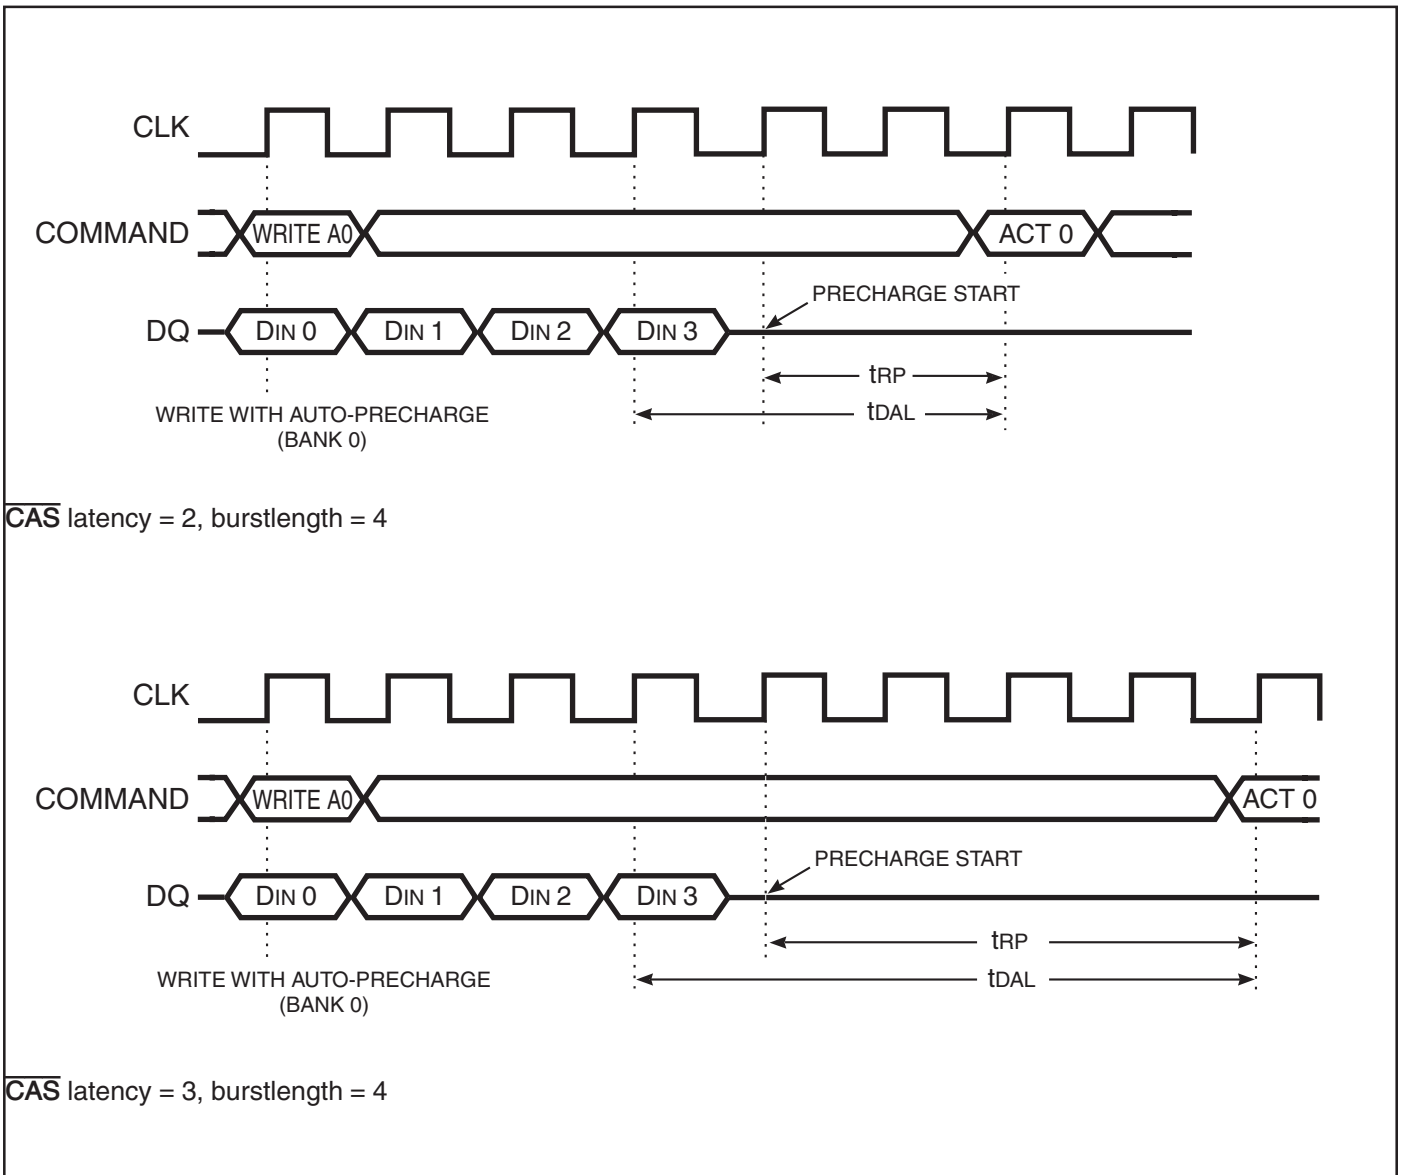 CLK
COMMAND WRITE A0 ACT 0
PRECHARGE START
DQ DIN 0 DIN 1 DIN 2 DIN 3
tRP
tDAL
WRITE WITH AUTO-PRECHARGE
(BANK 0)
CAS latency = 2, burstlength = 4
CLK
COMMAND WRITE A0 ACT 0
PRECHARGE START
DQ DIN 0 DIN 1 DIN 2 DIN 3
tRP
tDAL
WRITE WITH AUTO-PRECHARGE
(BANK 0)
CAS latency = 3, burstlength = 4